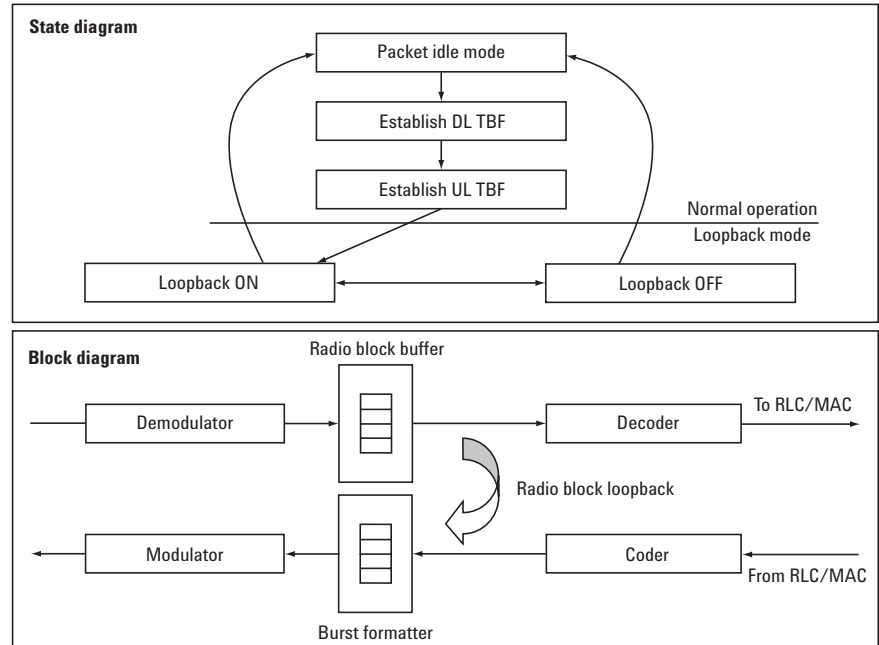 State diagram
Packet idle mode
Establish DL TBF
Establish UL TBF
Normal operation
Loopback mode
Loopback ON
Loopback OFF
Block diagram
Radio block buffer
Demodulator
Decoder
To RLC/MAC
Radio block loopback
Modulator
Coder
From RLC/MAC
Burst formatter